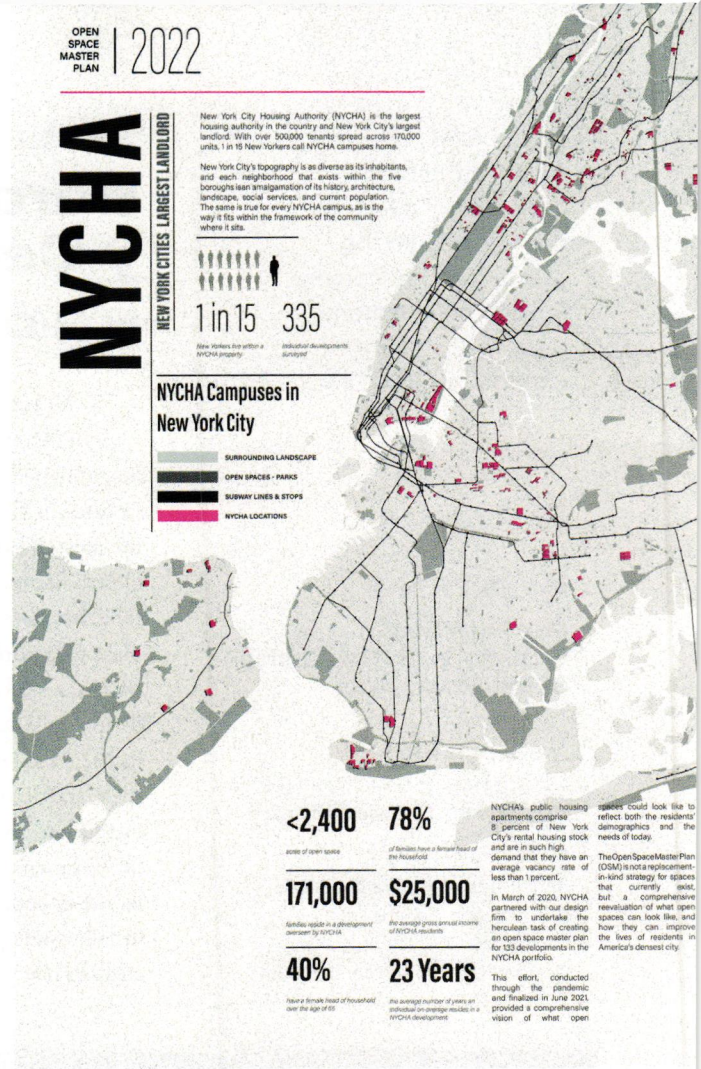 OPEN
SPACE
MASTER
PLAN
2022
NYCHA
NEW YORK CITIES LARGEST LANDLORD
New York City Housing Authority (NYCHA) is the largest
housing authority in the country and New York City's largest
landlord. With over 500,000 tenants spread across 170,000
units, 1 in 15 New Yorkers call NYCHA campuses home.
New York City's topography is as diverse as its inhabitants,
and each neighborhood that exists within the five
boroughs isan amalgamation of its history, architecture,
landscape, social services, and current population.
The same is true for every NYCHA campus, as is the
way it fits within the framework of the community
where it sits.
1 in 15
New Yorkers live within a
NYCHA property
335
Individual developments
surveyed
NYCHA Campuses in
New York City
SURROUNDING LANDSCAPE
OPEN SPACES - PARKS
SUBWAY LINES & STOPS
NYCHA LOCATIONS
<2,400
acres of open space
78%
of families have a female head of
the household
171,000
families reside in a development
overseen by NYCHA
$25,000
the average gross annual income
of NYCHA residents
40%
have a female head of household
over the age of
23 Years
the average number of years an
individual on average resides in a
NYCHA development
NYCHA's public housing
apartments comprise
8 percent of New York
City's rental housing stock
and are in such high
demand that they have an
average vacancy rate of
less than 1 percent.
In March of 2020, NYCHA
partnered with our design
firm to undertake the
herculean task of creating
an open space master plan
for 133 developments in the
NYCHA portfolio.
This effort, conducted
through the pandemic
and finalized in June 2021,
provided a comprehensive
vision of what open
spaces could look like to
reflect both the residents'
demographics and the
needs of today.
The Open Space Master Plan
(OSM) is not a replacement-
in-kind strategy for spaces
that currently exist,
but a comprehensive
reevaluation of what open
spaces can look like, and
how they can improve
the lives of residents in
America's densest city.